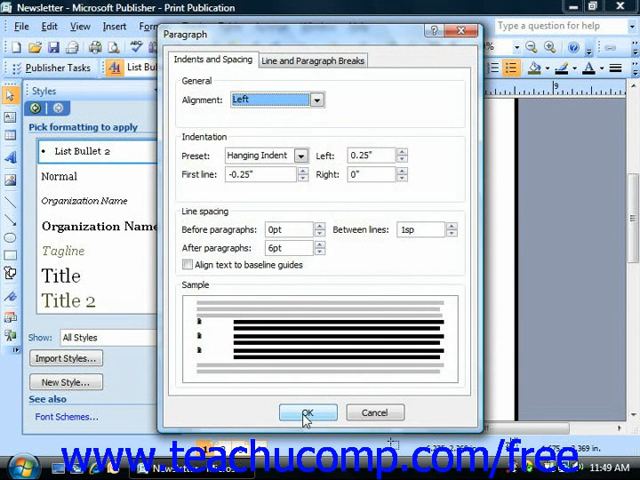 Newsletter - Microsoft Publisher - Print Publication
File Edit View Insert
Type a question for help
Paragraph
Publisher Tasks
List Bu
Styles
Pick formatting to apply
• List Bullet 2
Normal
Organization Name
Organization Name
Tagline
Title
Title 2
Show: All Styles
Import Styles...
New Style...
See also
Font Schemes...
Indents and Spacing
Line and Paragraph Breaks
General
Alignment: Left
Indentation
Preset: Hanging Indent Left: 0.25"
First line: -0.25" Right: 0"
Line spacing
Before paragraphs: 0pt Between lines: 1sp
After paragraphs: 6pt
Align text to baseline guides
Sample
OK
Cancel
9
1
www.teachucomp.com/free
11:49 AM